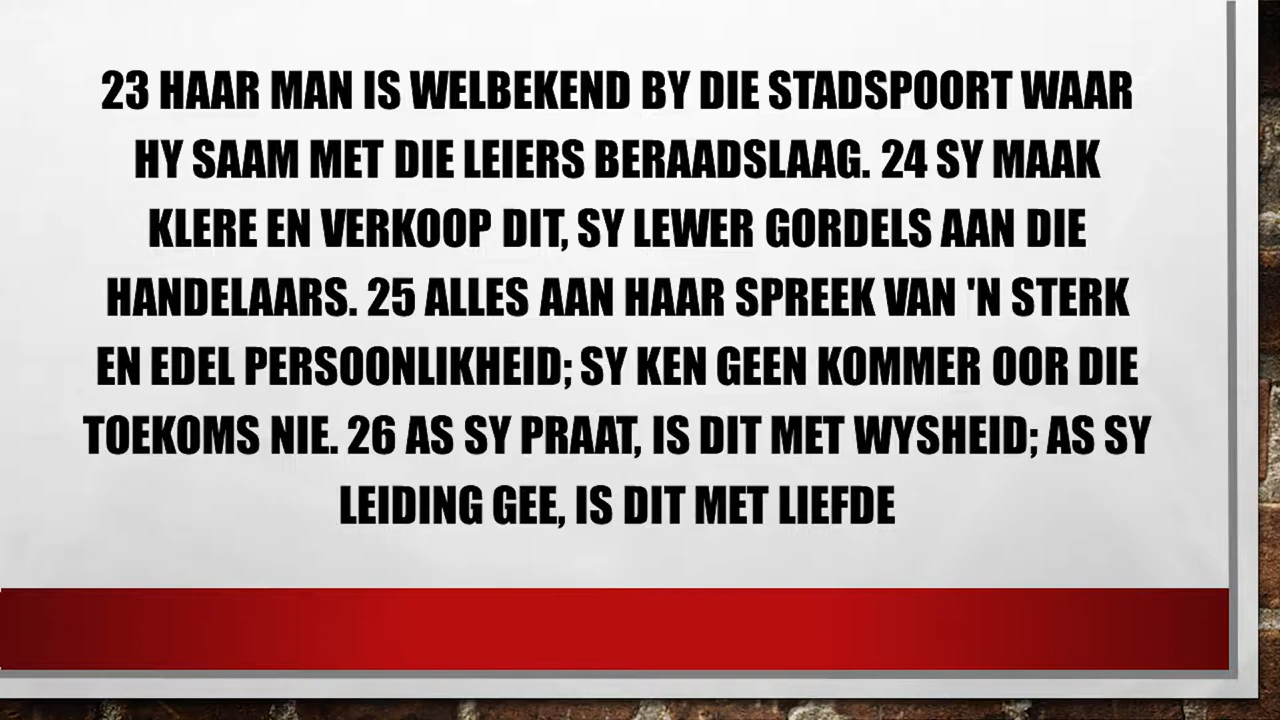 23 HAAR MAN IS WELBEKEND BY DIE STADSPOORT WAAR
HY SAAM MET DIE LEIERS BERAADSLAAG. 24 SY MAAK
KLERE EN VERKOOP DIT, SY LEWER GORDELS AAN DIE
HANDELAARS. 25 ALLES AAN HAAR SPREEK VAN 'N STERK
EN EDEL PERSOONLIKHEID; SY KEN GEEN KOMMER OOR DIE
TOEKOMS NIE. 26 AS SY PRAAT, IS DIT MET WYSHEID; AS SY
LEIDING GEE, IS DIT MET LIEFDE